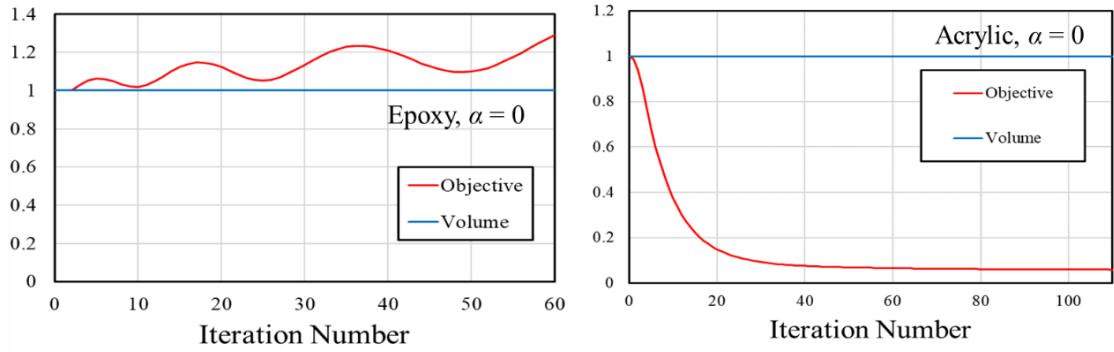 1.4
1.2
1
0.8
0.6
0.4
0.2
0
0 10 20 30 40 50 60
Epoxy, α = 0
Objective
Volume
Iteration Number
1.2
1
0.8
0.6
0.4
0.2
0
0 20 40 60 80 100
Acrylic, α = 0
Objective
Volume
Iteration Number